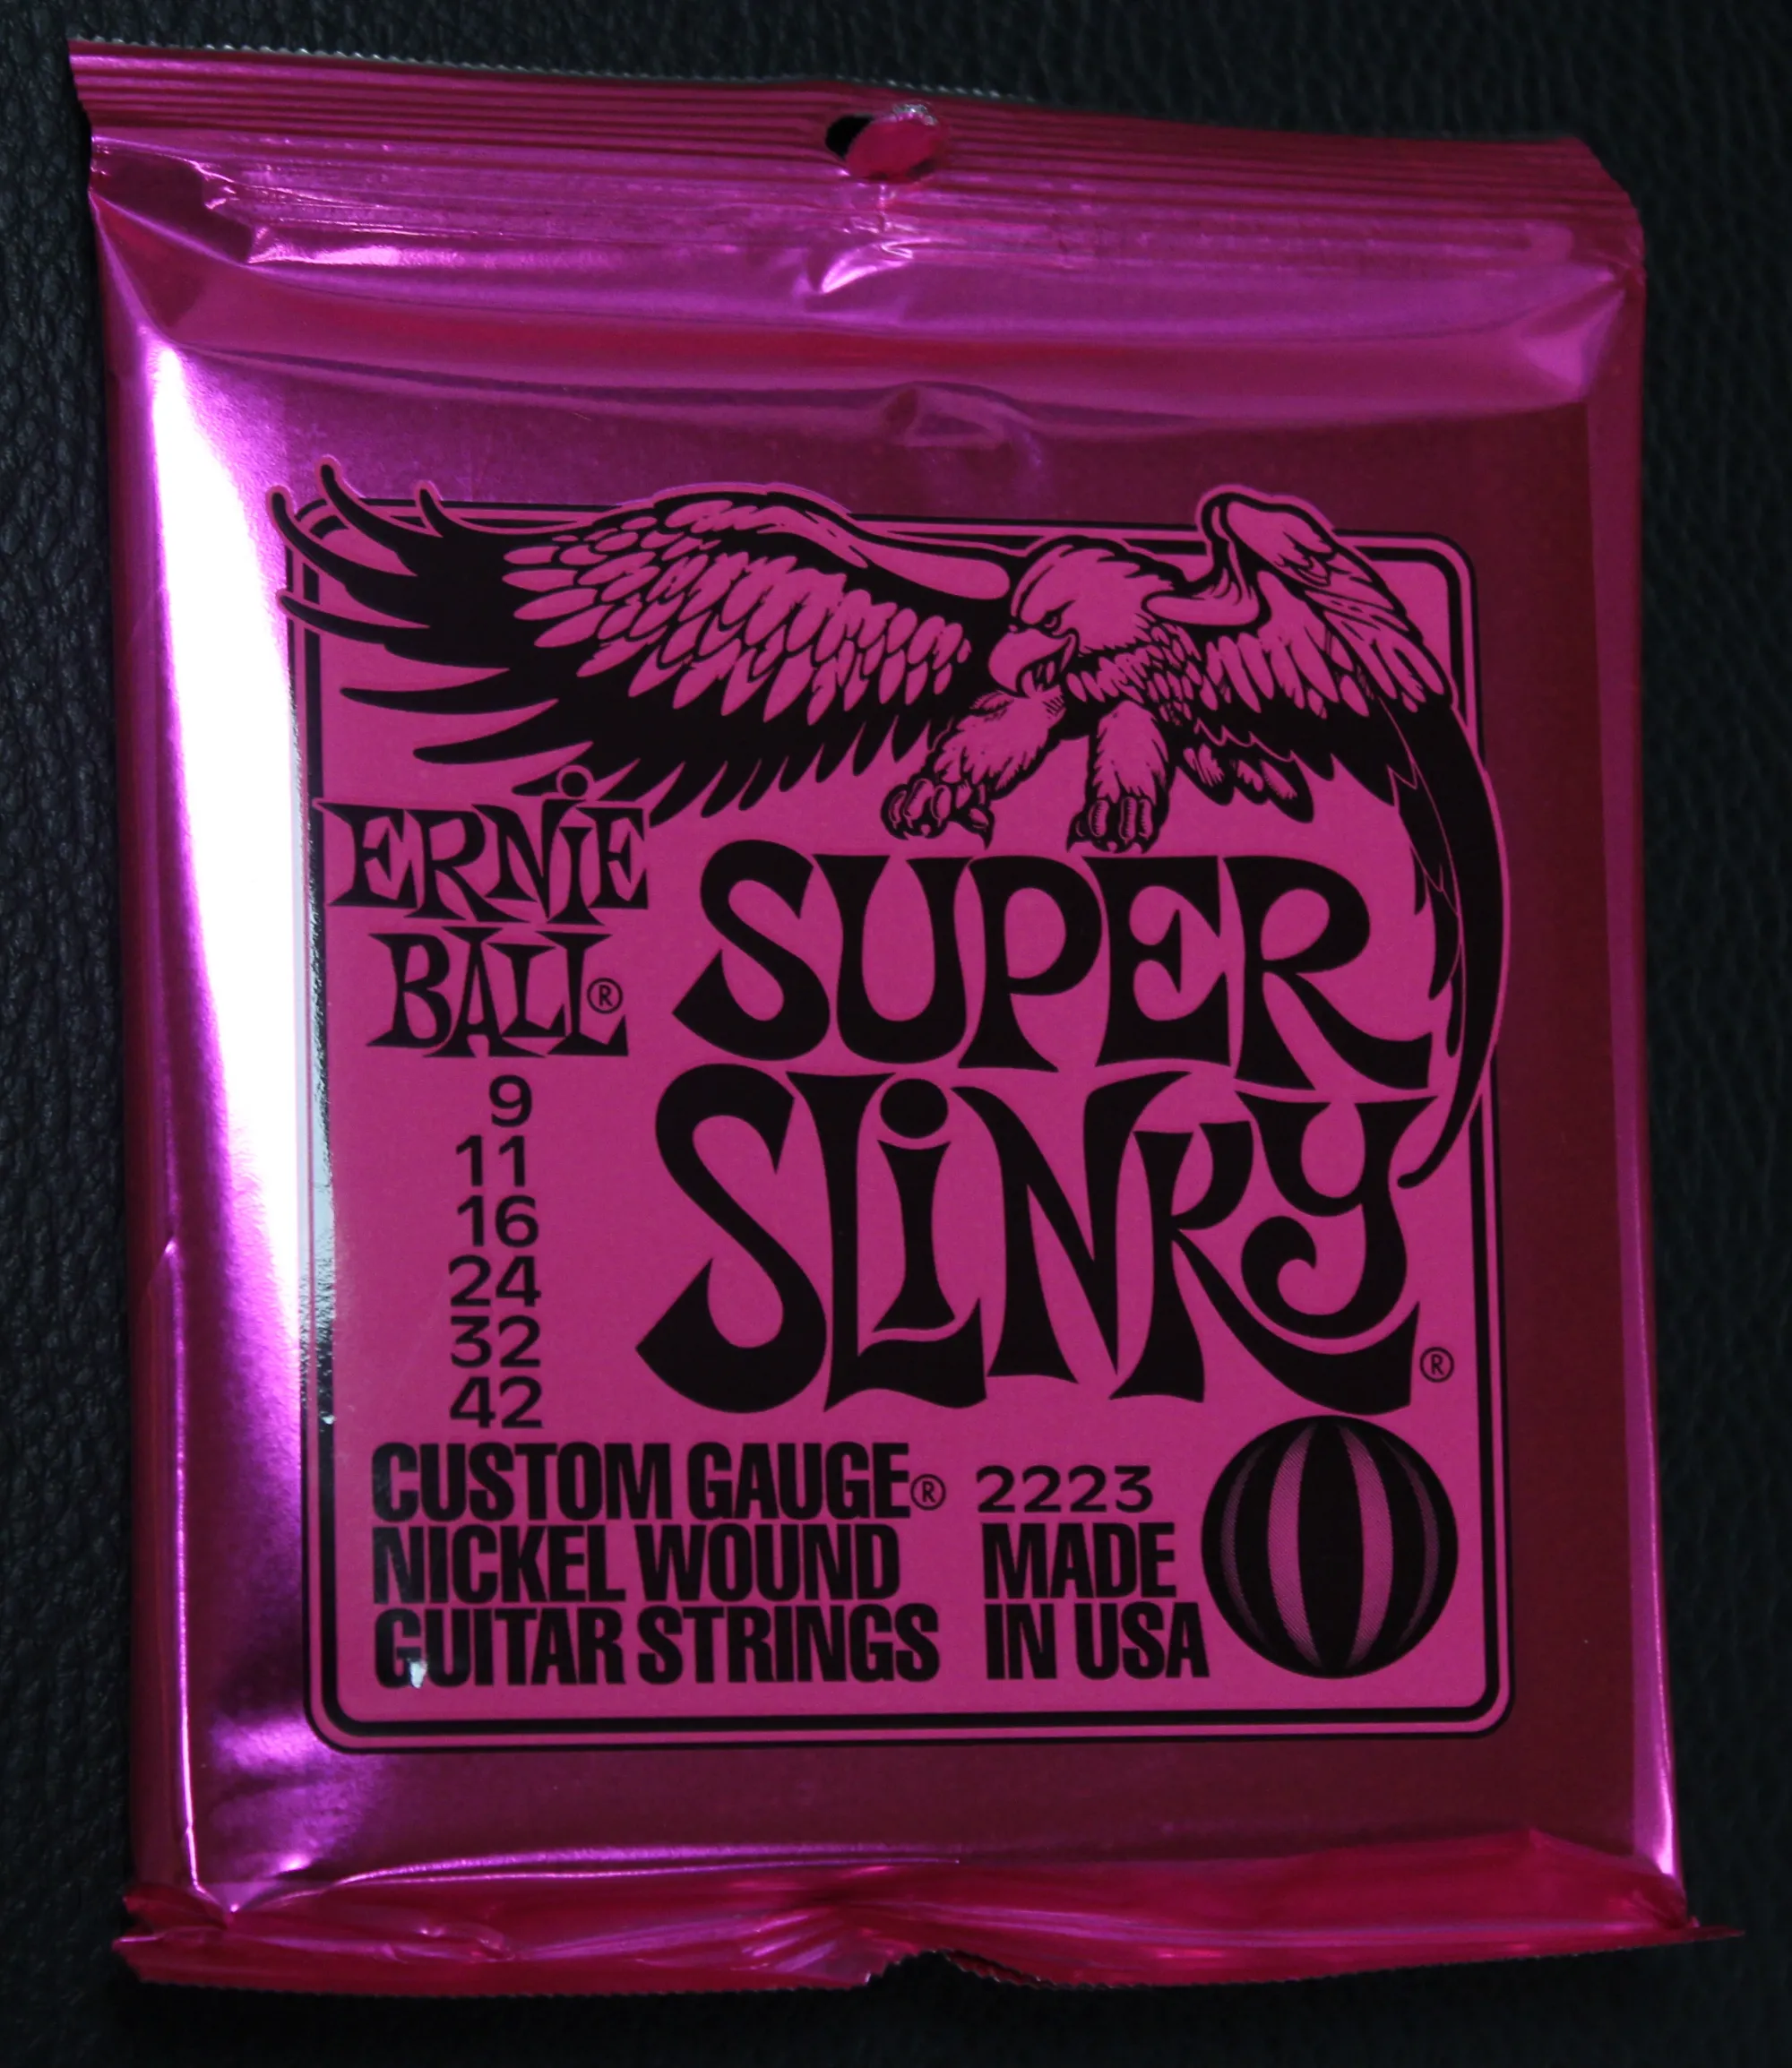 ERNiE
BALL®
SUPER
SLiNKY®
9
11
16
24
32
42
CUSTOM GAUGE®
NICKEL WOUND
GUITAR STRINGS
2223
MADE
IN USA